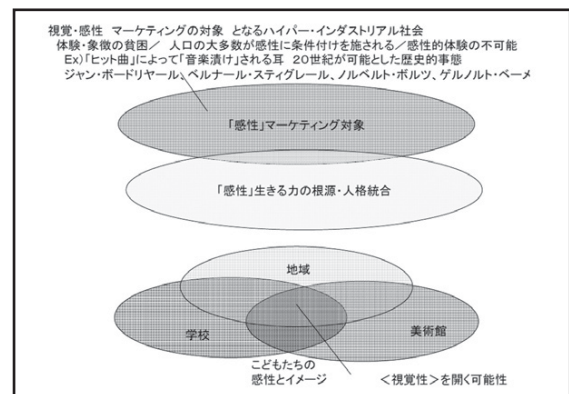 視覚・感性 マーケティングの対象 となるハイパー・インダストリアル社会
体験・象徴の貧困／ 人口の大多数が感性に条件付けを施される／感性的体験の不可能
Ex)「ヒット曲」によって「音楽漬け」される耳 20世紀が可能とした歴史的事態
ジャン・ボードリヤール、ベルナール・スティグレール、ノルベルト・ボルツ、ゲルノルト・ベーメ
「感性」マーケティング対象
「感性」生きる力の根源・人格統合
地域
学校
美術館
こどもたちの
感性とイメージ
＜視覚性＞を開く可能性